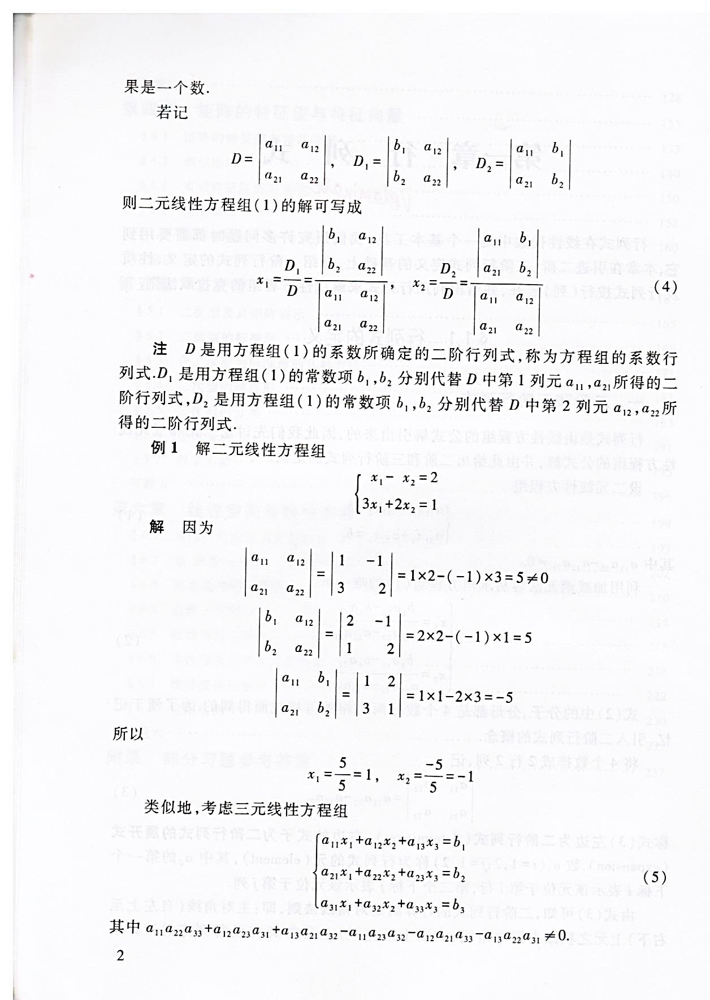 果是一个数.
若记
$D=\begin{vmatrix} a_{11} & a_{12} \\ a_{21} & a_{22} \end{vmatrix}, D_1=\begin{vmatrix} b_1 & a_{12} \\ b_2 & a_{22} \end{vmatrix}, D_2=\begin{vmatrix} a_{11} & b_1 \\ a_{21} & b_2 \end{vmatrix}$
则二元线性方程组(1)的解可写成
$x_1=\frac{D_1}{D}=\frac{\begin{vmatrix} b_1 & a_{12} \\ b_2 & a_{22} \end{vmatrix}}{\begin{vmatrix} a_{11} & a_{12} \\ a_{21} & a_{22} \end{vmatrix}}, x_2=\frac{D_2}{D}=\frac{\begin{vmatrix} a_{11} & b_1 \\ a_{21} & b_2 \end{vmatrix}}{\begin{vmatrix} a_{11} & a_{12} \\ a_{21} & a_{22} \end{vmatrix}}$ (4)
注 $D$ 是用方程组(1)的系数所确定的二阶行列式,称为方程组的系数行
列式.$D_1$ 是用方程组(1)的常数项 $b_1,b_2$ 分别代替 $D$ 中第 1 列元 $a_{11},a_{21}$所得的二
阶行列式,$D_2$ 是用方程组(1)的常数项 $b_1,b_2$ 分别代替 $D$ 中第 2 列元 $a_{12},a_{22}$所
得的二阶行列式.
例 1 解二元线性方程组
$\begin{cases} x_1-x_2=2 \\ 3x_1+2x_2=1 \end{cases}$
解 因为
$\begin{vmatrix} a_{11} & a_{12} \\ a_{21} & a_{22} \end{vmatrix}=\begin{vmatrix} 1 & -1 \\ 3 & 2 \end{vmatrix}=1×2-(-1)×3=5≠0$
$\begin{vmatrix} b_1 & a_{12} \\ b_2 & a_{22} \end{vmatrix}=\begin{vmatrix} 2 & -1 \\ 1 & 2 \end{vmatrix}=2×2-(-1)×1=5$
$\begin{vmatrix} a_{11} & b_1 \\ a_{21} & b_2 \end{vmatrix}=\begin{vmatrix} 1 & 2 \\ 3 & 1 \end{vmatrix}=1×1-2×3=-5$
所以
$x_1=\frac{5}{5}=1, x_2=\frac{-5}{5}=-1$
类似地,考虑三元线性方程组
$\begin{cases} a_{11}x_1+a_{12}x_2+a_{13}x_3=b_1 \\ a_{21}x_1+a_{22}x_2+a_{23}x_3=b_2 \\ a_{31}x_1+a_{32}x_2+a_{33}x_3=b_3 \end{cases}$ (5)
其中 $a_{11}a_{22}a_{33}+a_{12}a_{23}a_{31}+a_{13}a_{21}a_{32}-a_{11}a_{23}a_{32}-a_{12}a_{21}a_{33}-a_{13}a_{22}a_{31}≠0.$
2